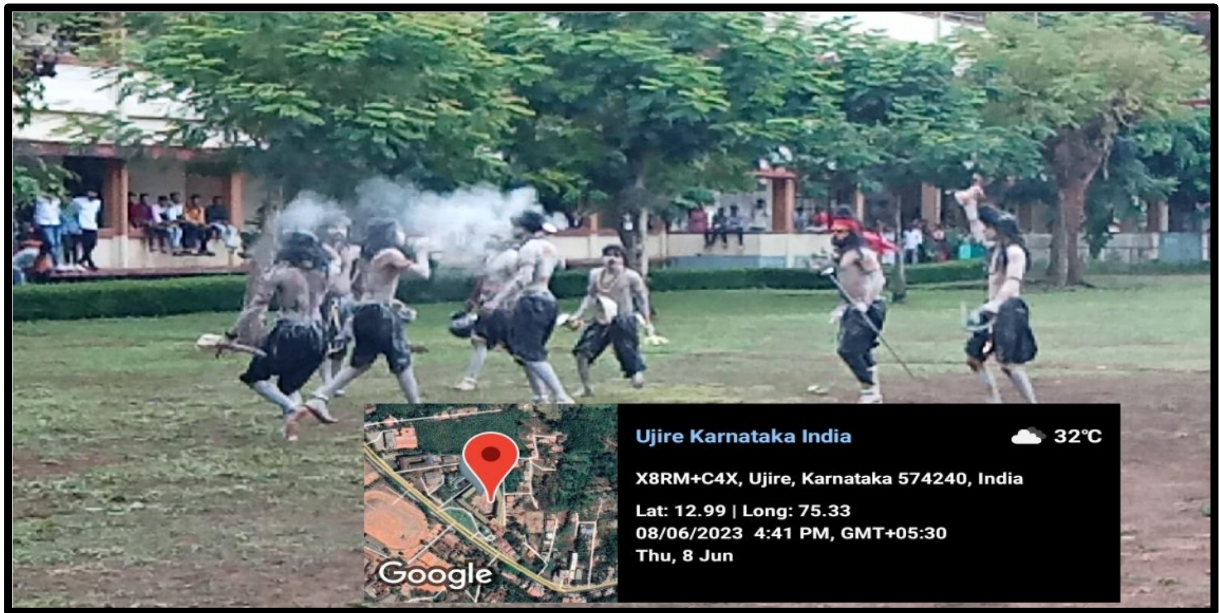 Ujire Karnataka India
32°C
X8RM+C4X, Ujire, Karnataka 574240, India
Lat: 12.99 | Long: 75.33
08/06/2023 4:41 PM, GMT+05:30
Thu, 8 Jun
Google